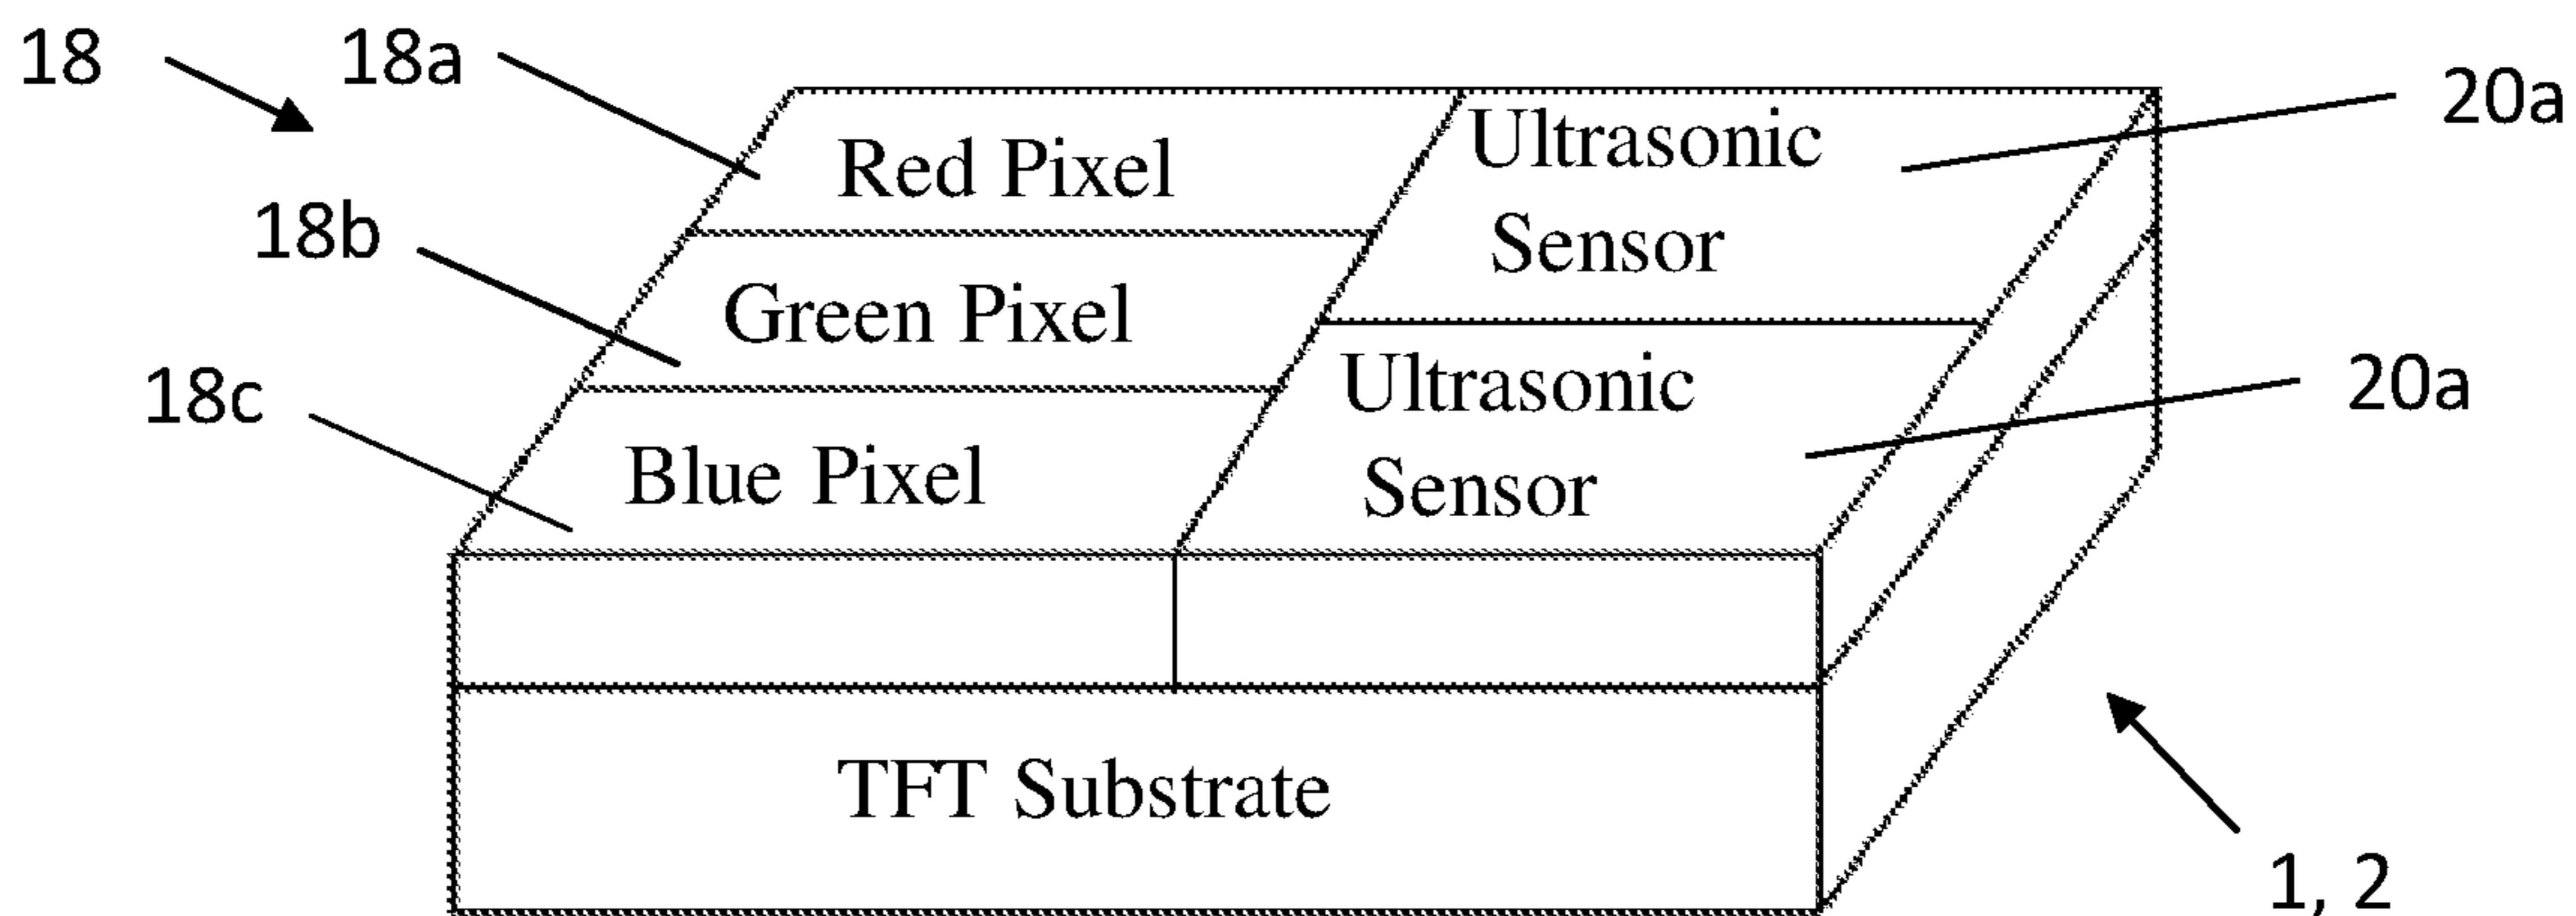 18
18a
18b
18c
Red Pixel
Green Pixel
Blue Pixel
Ultrasonic
Sensor
Ultrasonic
Sensor
20a
20a
TFT Substrate
1, 2